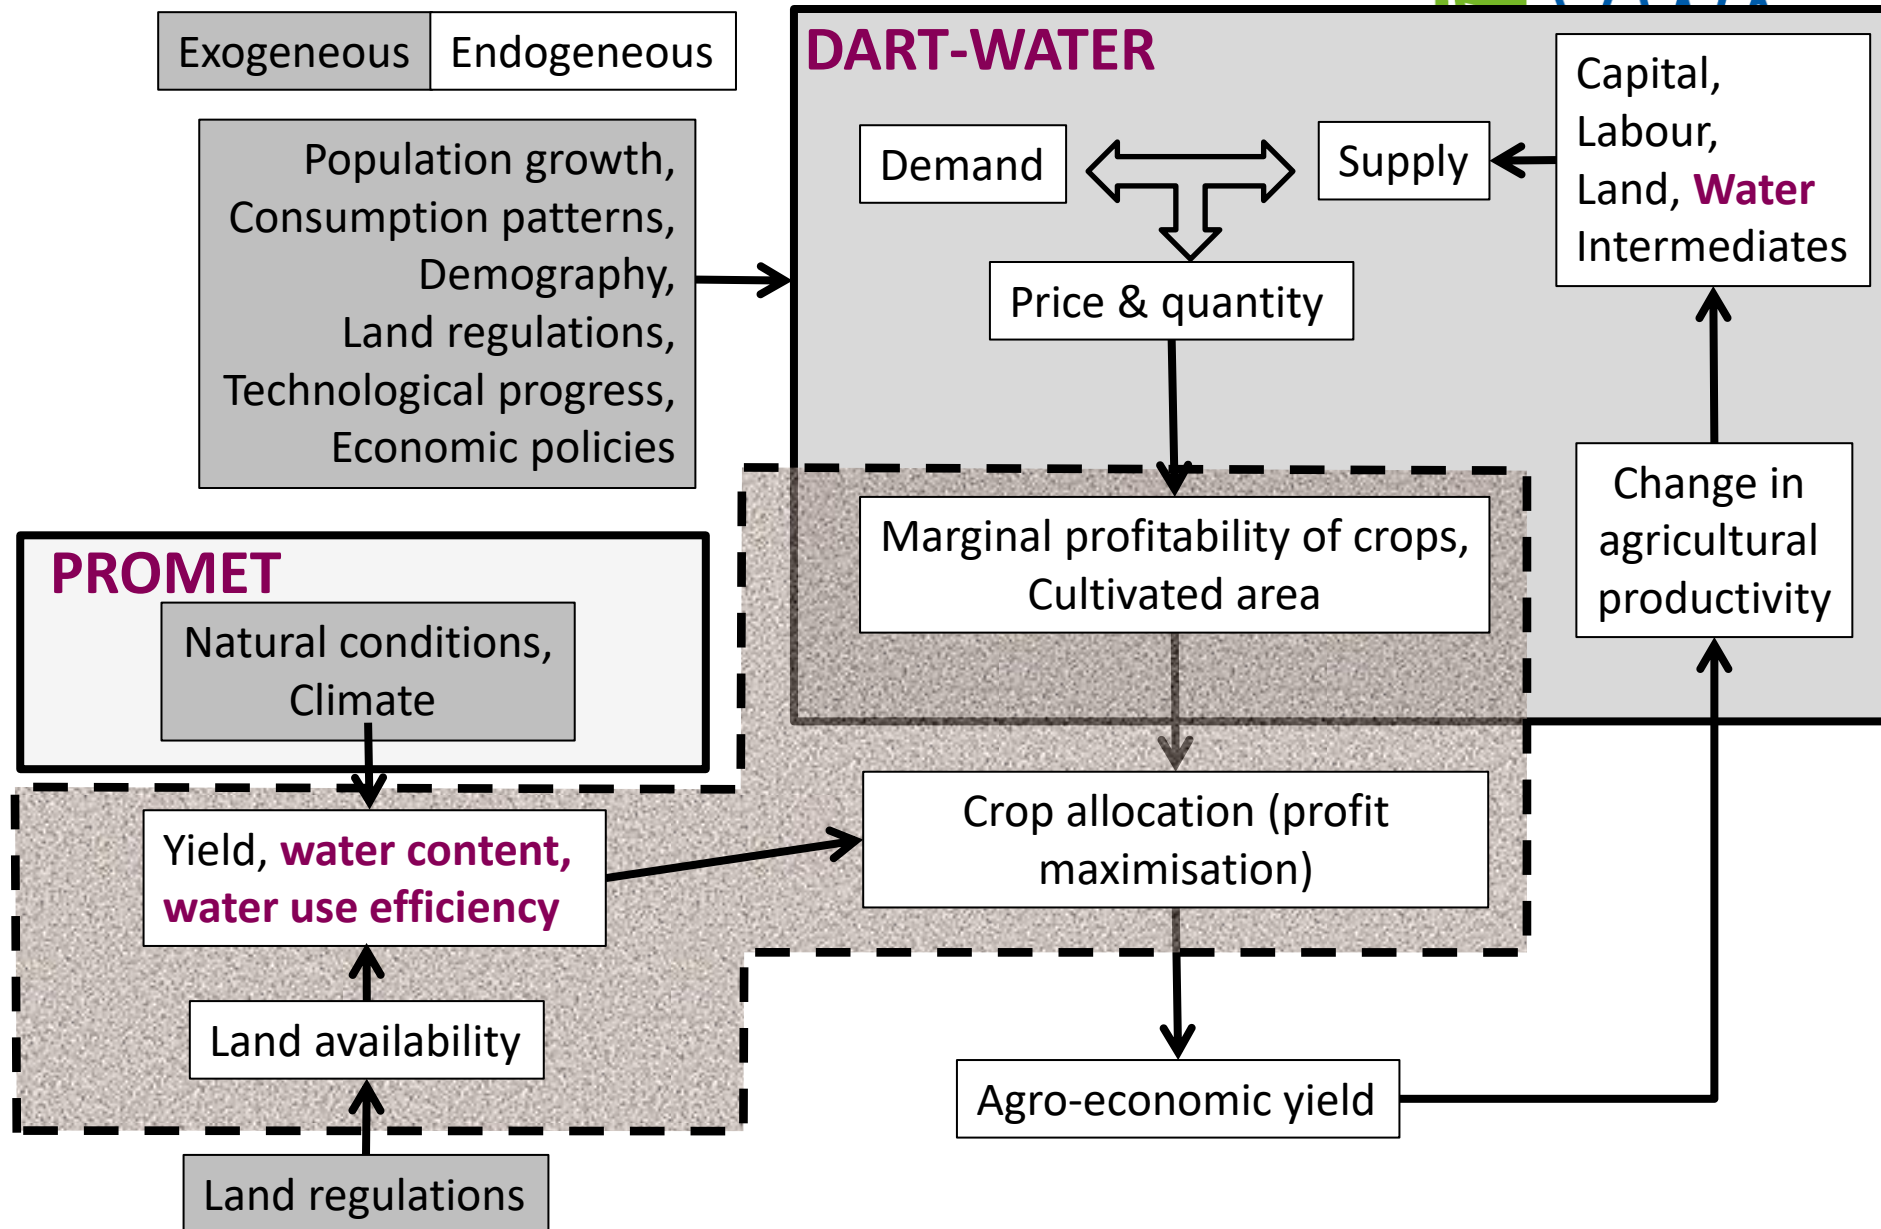 Exogeneous
Endogeneous
DART-WATER
Capital,
Labour,
Land, Water
Intermediates
Demand
Supply
Price & quantity
Population growth,
Consumption patterns,
Demography,
Land regulations,
Technological progress,
Economic policies
Marginal profitability of crops,
Cultivated area
Change in
agricultural
productivity
PROMET
Natural conditions,
Climate
Yield, water content,
water use efficiency
Crop allocation (profit
maximisation)
Land availability
Agro-economic yield
Land regulations